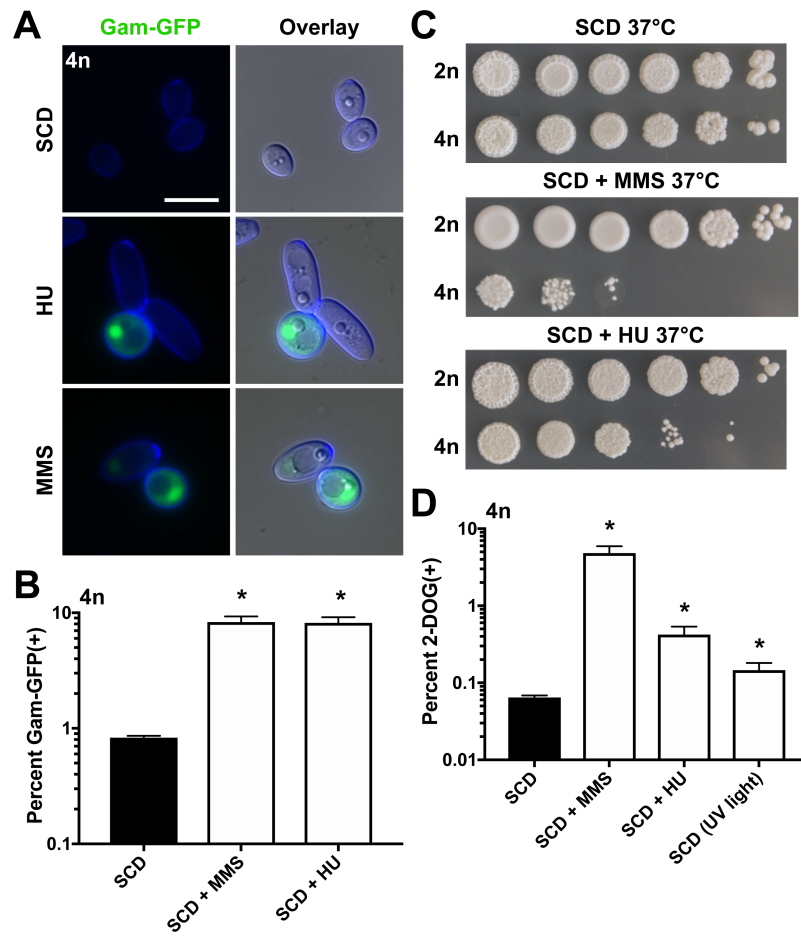 A
Gam-GFP
Overlay
4n
SCD
HU
MMS
B
4n
Percent Gam-GFP(+)
10
1
0.1
*
*
SCD
SCD + MMS
SCD + HU
C
SCD 37°C
2n
4n
SCD + MMS 37°C
2n
4n
SCD + HU 37°C
2n
4n
D
4n
Percent 2-DOG(+)
10
1
0.1
0.01
*
*
*
SCD
SCD + MMS
SCD + HU
SCD (UV light)